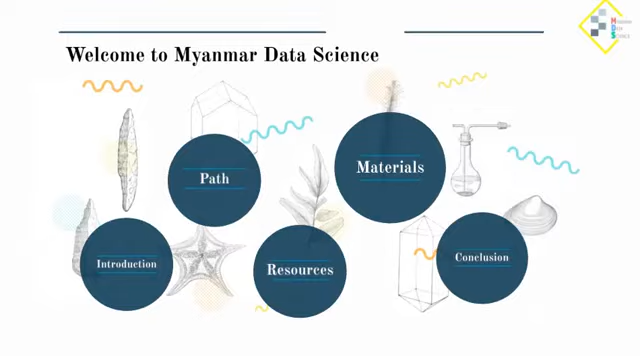 Welcome to Myanmar Data Science
Path
Materials
Introduction
Resources
Conclusion